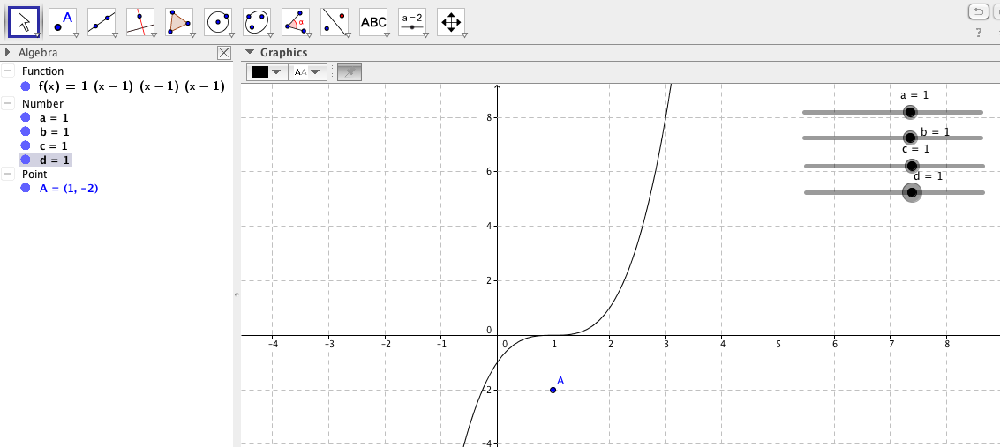 A
α
ABC
a=2
?
Algebra
Graphics
Function
f(x) = 1 (x − 1) (x − 1) (x − 1)
Number
a = 1
b = 1
c = 1
d = 1
Point
A = (1, −2)
AA
a = 1
b = 1
c = 1
d = 1
8
6
4
2
0
-2
-4
-4 -3 -2 -1 0 1 2 3 4 5 6 7 8
A